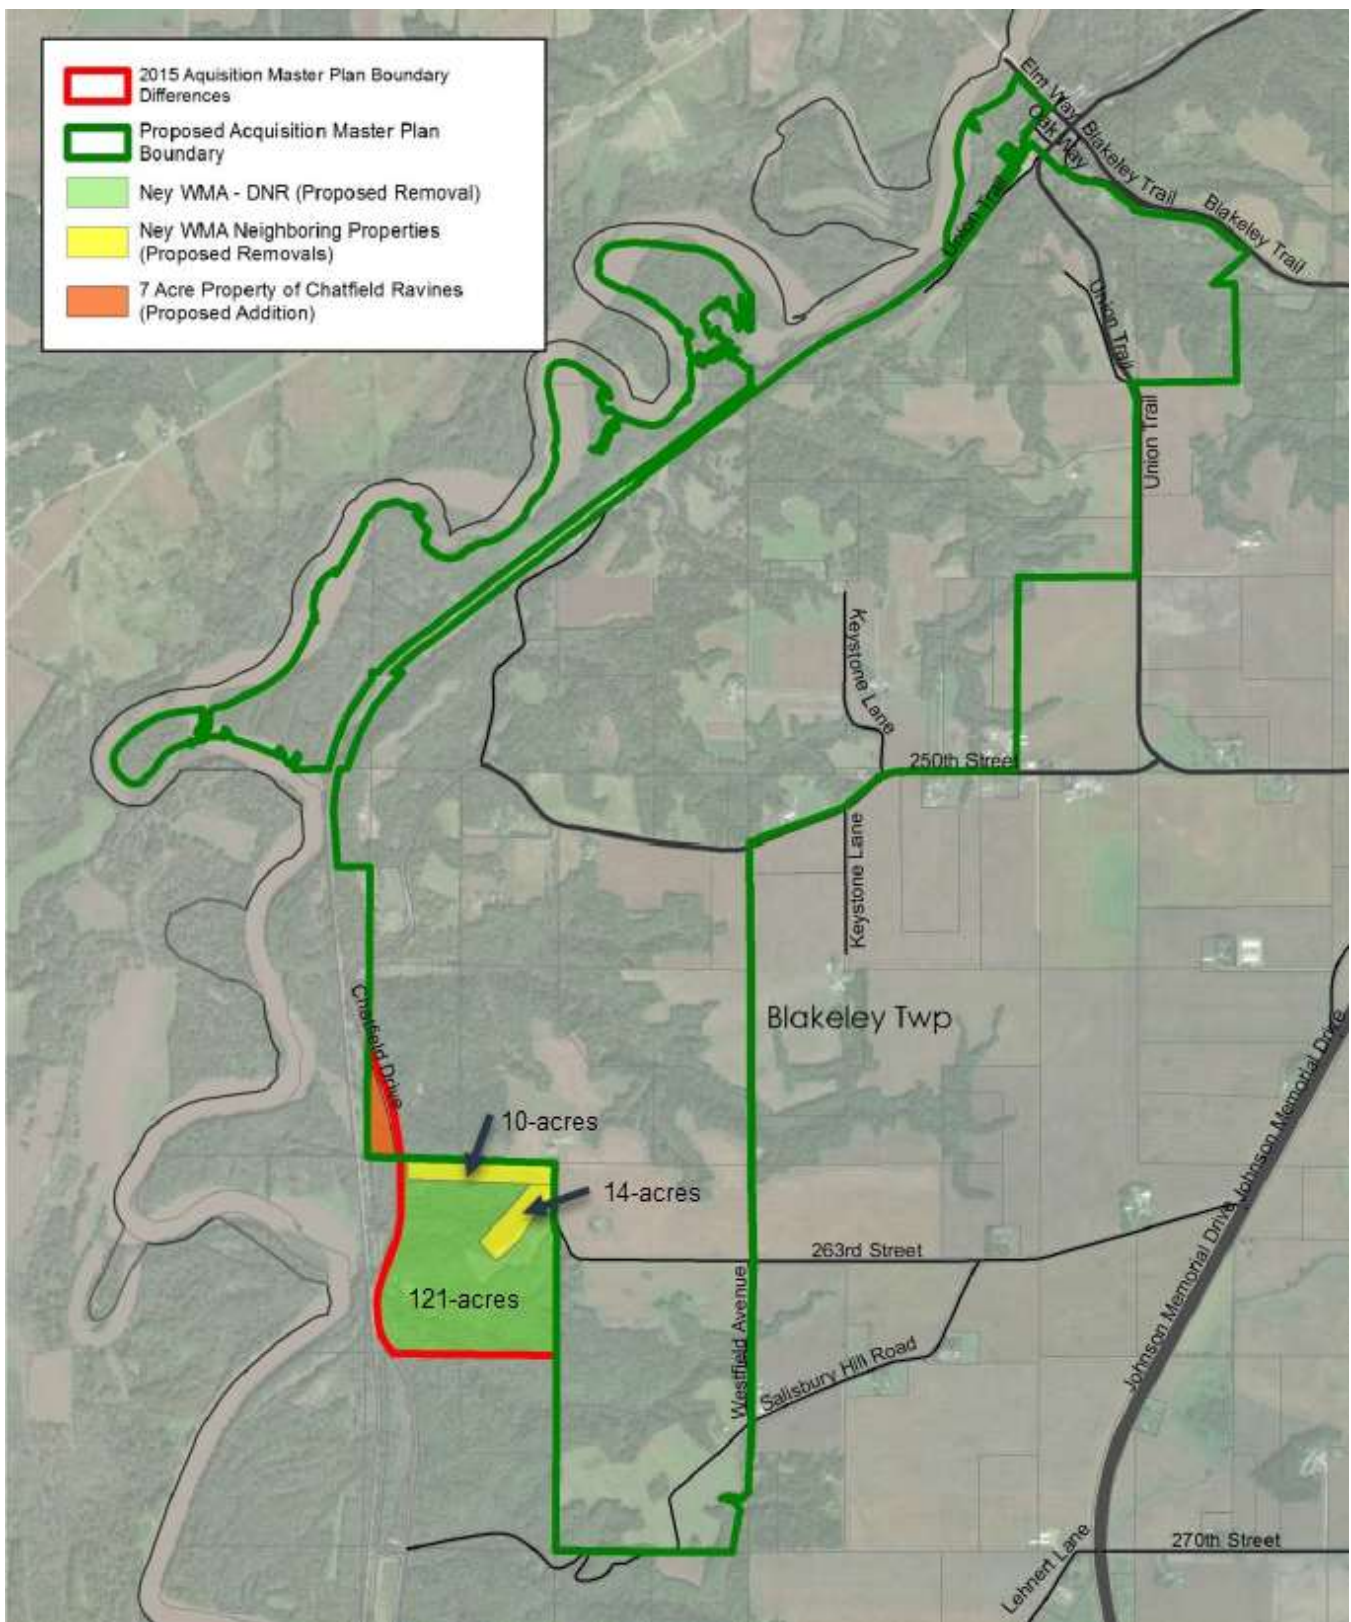 2015 Aquisition Master Plan Boundary
Differences
Proposed Acquisition Master Plan
Boundary
Ney WMA - DNR (Proposed Removal)
Ney WMA Neighboring Properties
(Proposed Removals)
7 Acre Property of Chatfield Ravines
(Proposed Addition)
Elm Way
Oak Way
Blakeley Trail
Blakeley Trail
Union Trail
Union Trail
Union Trail
Keystone Lane
250th Street
Keystone Lane
Blakeley Twp
Chatfield Drive
10-acres
14-acres
121-acres
263rd Street
Westfield Avenue
Salisbury Hill Road
Johnson Memorial Drive
Johnson Memorial Drive
270th Street
Lehnert Lane